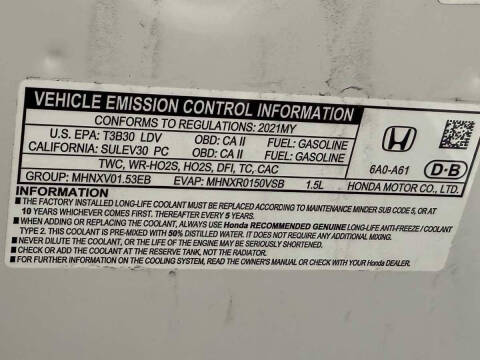 VEHICLE EMISSION CONTROL INFORMATION
CONFORMS TO REGULATIONS: 2021MY
U.S. EPA: T3B30 LDV OBD: CA II FUEL: GASOLINE
CALIFORNIA: SULEV30 PC OBD: CA II FUEL: GASOLINE
TWC, WR-HO2S, HO2S, DFI, TC, CAC
6A0-A61 D-B
GROUP: MHNXV01.53EB EVAP: MHNXR0150VSB 1.5L HONDA MOTOR CO., LTD.
INFORMATION
■ THE FACTORY INSTALLED LONG-LIFE COOLANT MUST BE REPLACED ACCORDING TO MAINTENANCE MINDER SUB CODE 5, OR AT
10 YEARS WHICHEVER COMES FIRST. THEREAFTER EVERY 5 YEARS.
■ WHEN ADDING OR REPLACING THE COOLANT, ALWAYS USE Honda RECOMMENDED GENUINE LONG-LIFE ANTI-FREEZE / COOLANT
TYPE 2. THIS COOLANT IS PRE-MIXED WITH 50% DISTILLED WATER, IT DOES NOT REQUIRE ANY ADDITIONAL MIXING.
■ NEVER DILUTE THE COOLANT, OR THE LIFE OF THE ENGINE MAY BE SERIOUSLY SHORTENED.
■ CHECK OR ADD COOLANT AT THE RESERVE TANK, NOT THE RADIATOR.
■ FOR FURTHER INFORMATION ON THE COOLING SYSTEM, READ THE OWNER'S MANUAL OR CHECK WITH YOUR Honda DEALER.